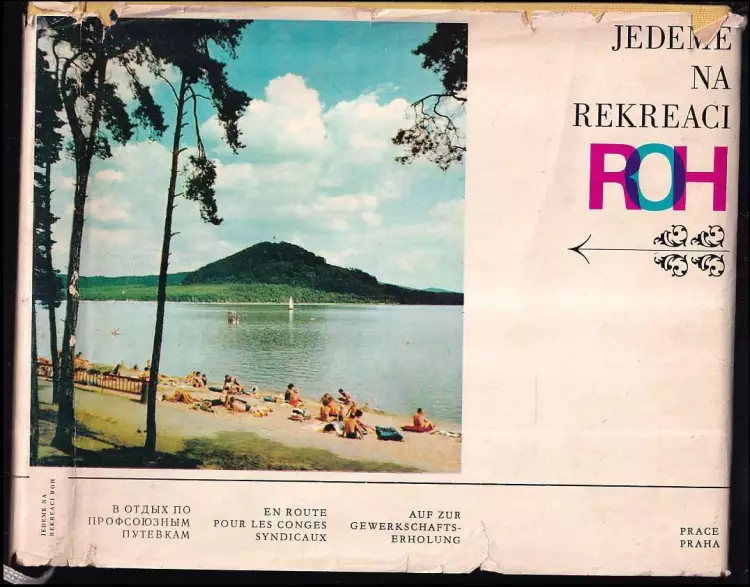 JEDEME
NA
REKREACI
ROH
JEDEME NA
REKREACI ROH
В ОТДЫХ ПО
ПРОФСОЮЗНЫМ
ПУТЕВКАМ
EN ROUTE
POUR LES CONGES
SYNDICAUX
AUF ZUR
GEWERKSCHAFTS-
ERHOLUNG
PRACE
PRAHA